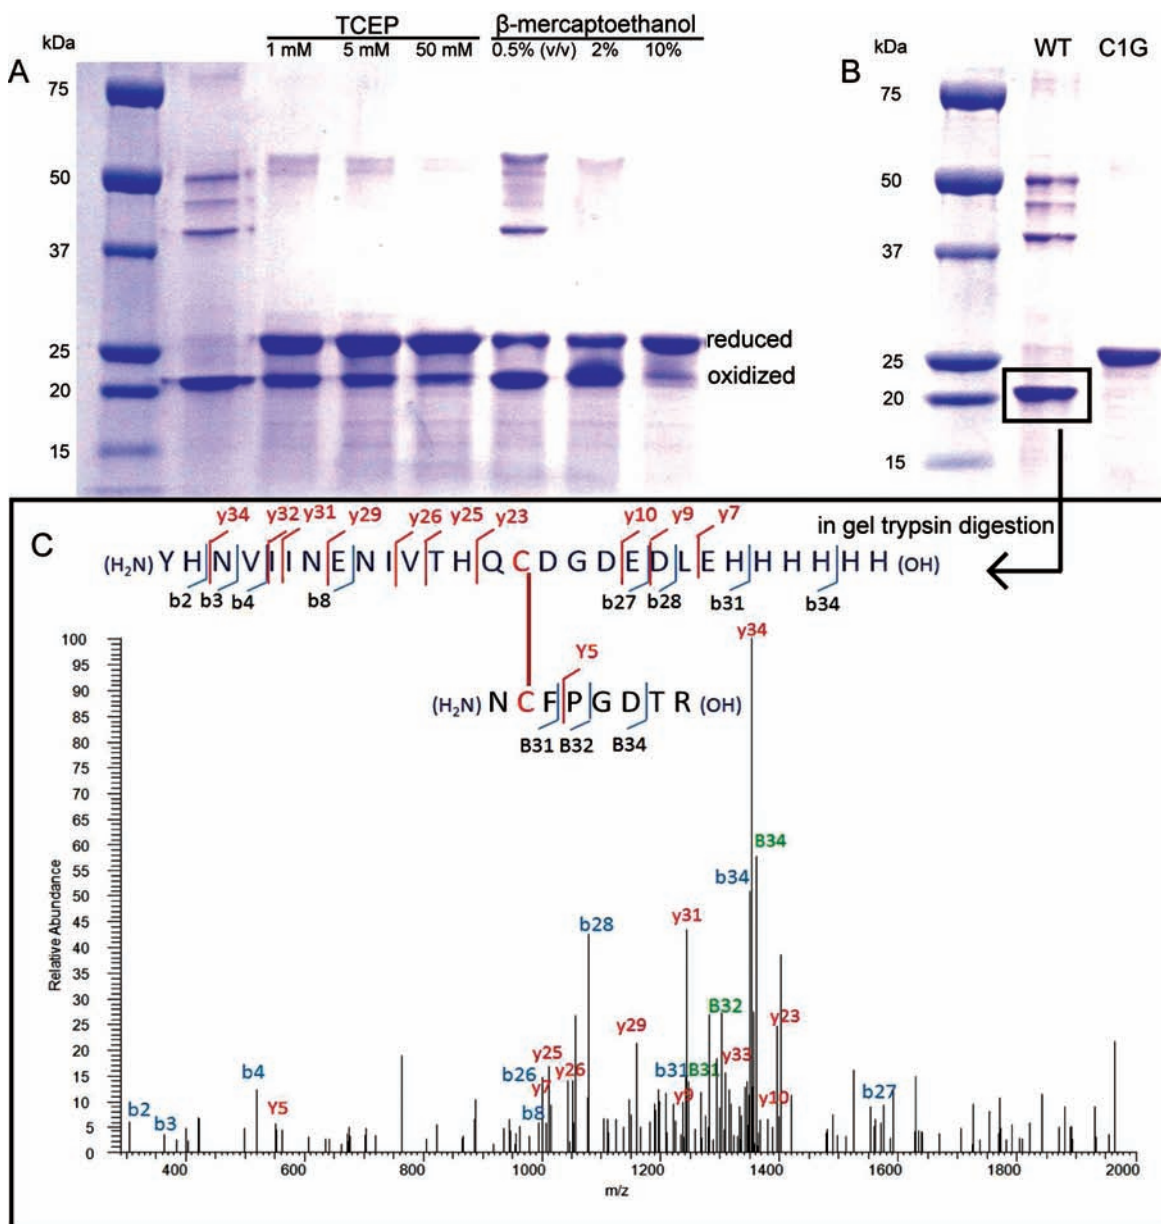 TCEP β-mercaptoethanol
kDa 1 mM 5 mM 50 mM 0.5% (v/v) 2% 10%
A
75
50
37
25
20
15
reduced
oxidized
kDa WT C1G
B
75
50
37
25
20
15
in gel trypsin digestion
C
y34 y32 y31 y29 y26 y25 y23 y10 y9 y7
(H₂N) Y H N V I I N E N I V T H Q C D G D E D L E H H H H H H (OH)
b2 b3 b4 b8 b27 b28 b31 b34
Y5
(H₂N) N C F P G D T R (OH)
B31 B32 B34
Relative Abundance
100
95
90
85
80
75
70
65
60
55
50
45
40
35
30
25
20
15
10
5
0
y34
B34
b34
y31
b28
B32
y29
y23
y25
y26
y33
b26
b31
B31
y7
y9
y10
b27
b4
b8
b2
b3
Y5
400 600 800 1000 1200 1400 1600 1800 2000
m/z